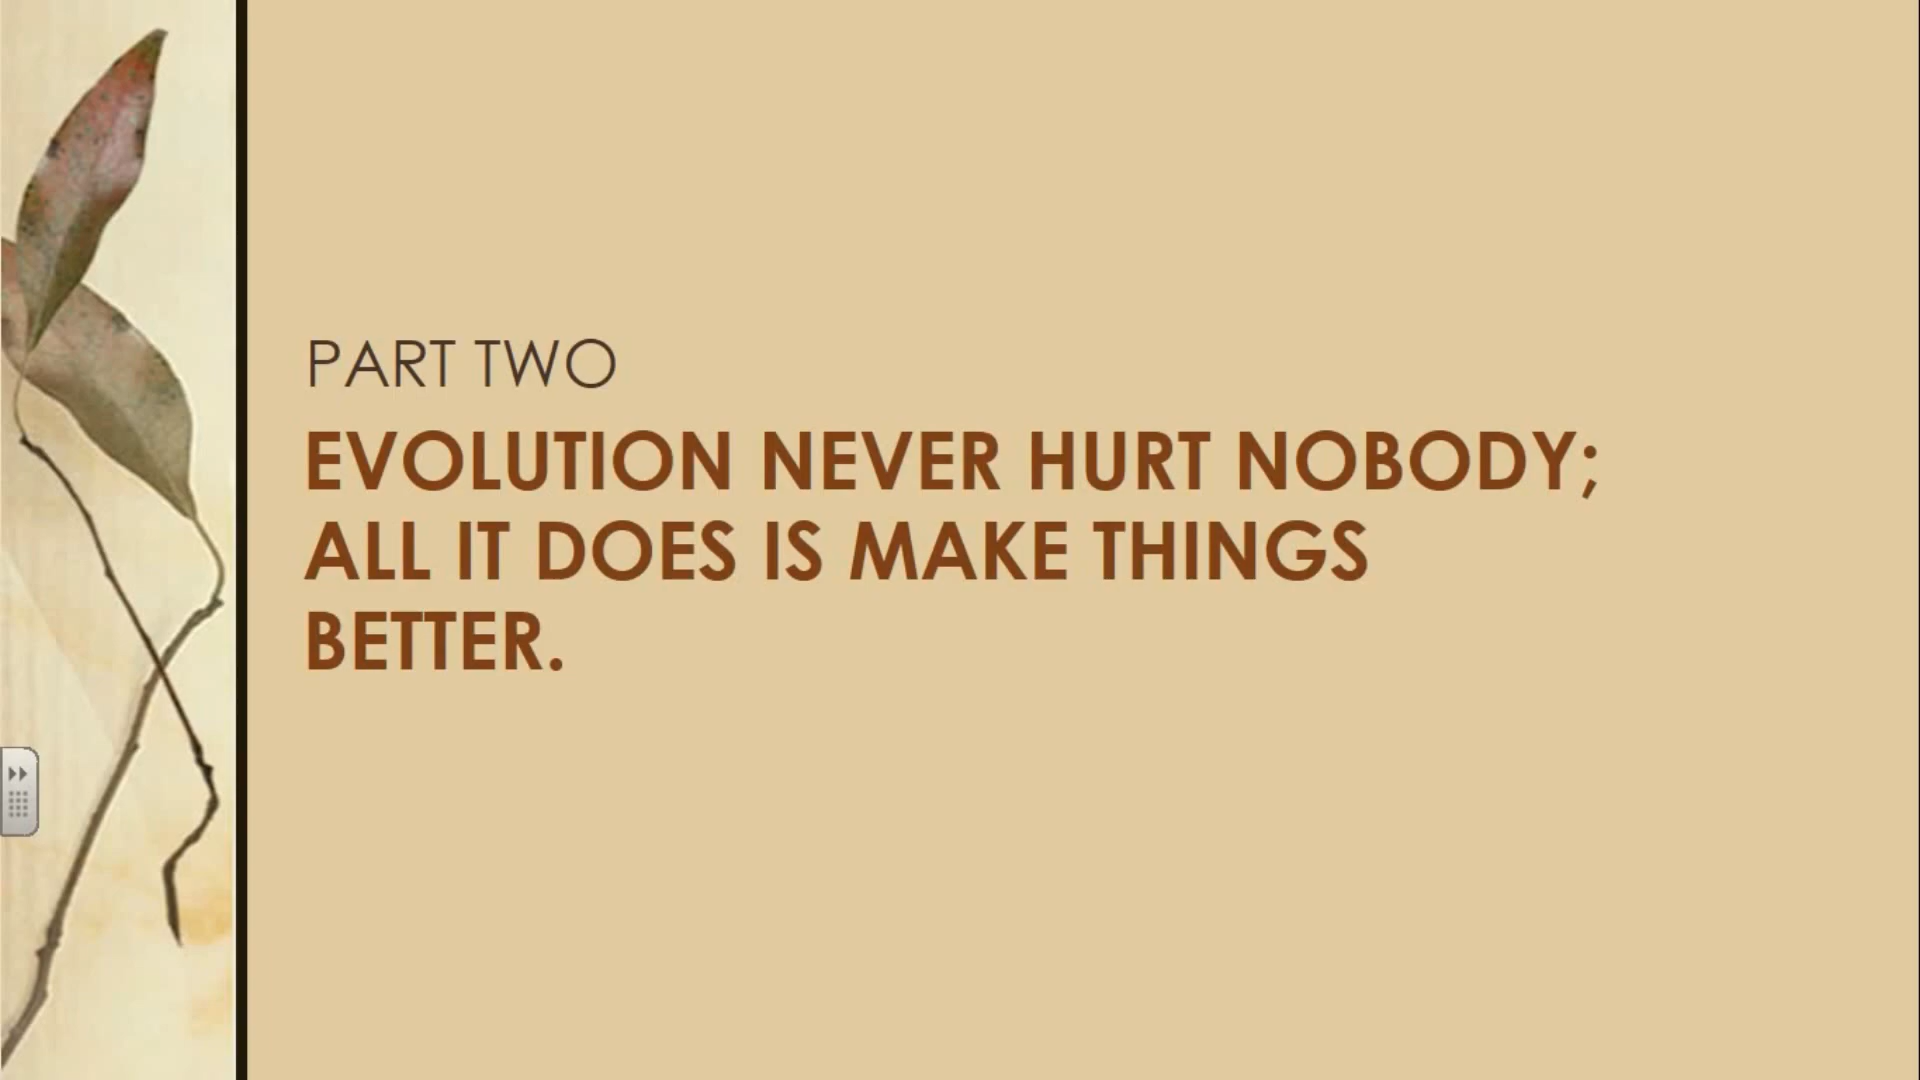 PART TWO
EVOLUTION NEVER HURT NOBODY;
ALL IT DOES IS MAKE THINGS
BETTER.